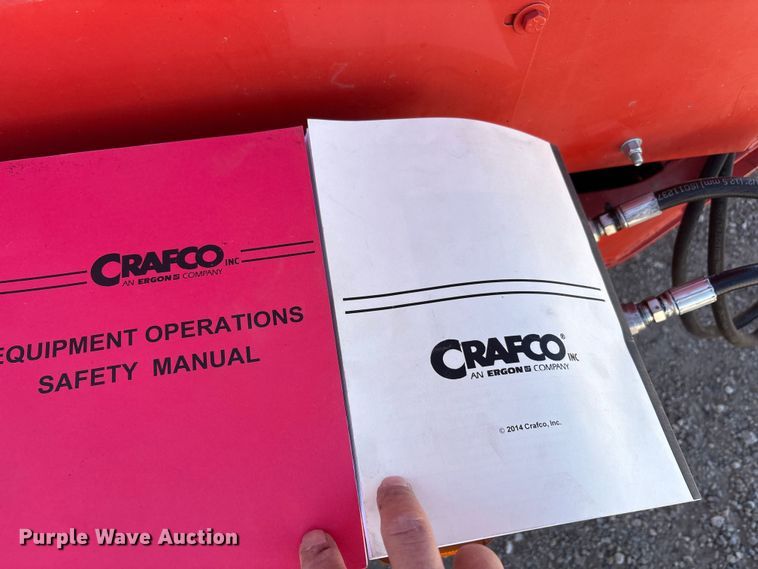 CRAFCO INC
AN ERGON COMPANY
EQUIPMENT OPERATIONS
SAFETY MANUAL
CRAFCO® INC
AN ERGON COMPANY
© 2014 Crafco, Inc.
Purple Wave Auction